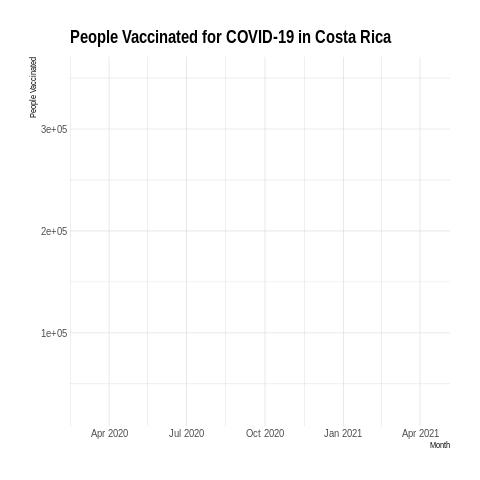 People Vaccinated for COVID-19 in Costa Rica
People Vaccinated
3e+05
2e+05
1e+05
Apr 2020 Jul 2020 Oct 2020 Jan 2021 Apr 2021
Month